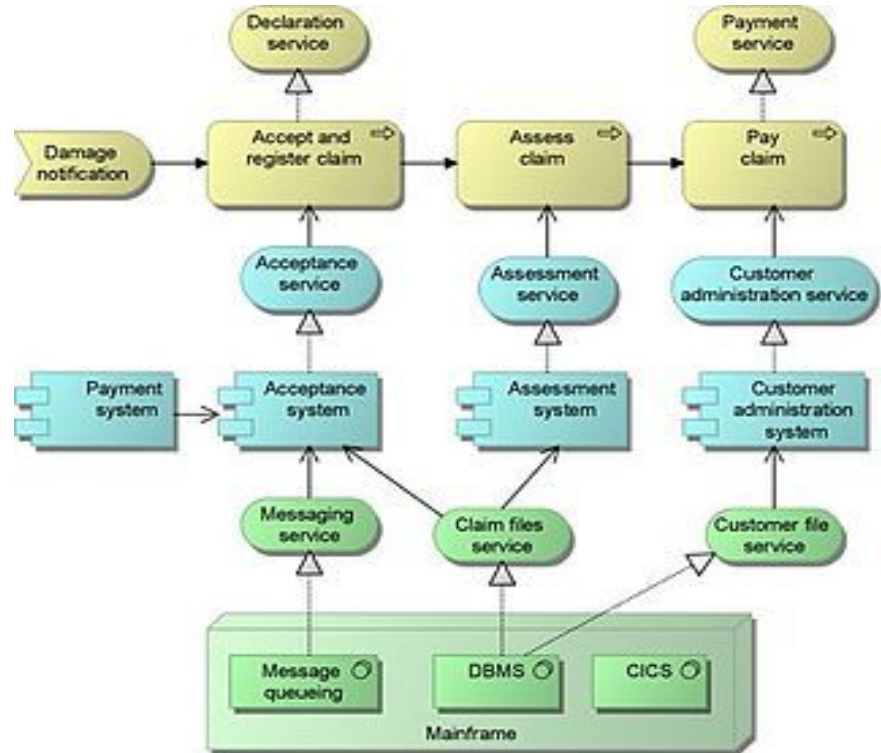 Declaration
service
Payment
service
Damage
notification
Accept and
register claim
Assess
claim
Pay
claim
Acceptance
service
Assessment
service
Customer
administration service
Payment
system
Acceptance
system
Assessment
system
Customer
administration
system
Messaging
service
Claim files
service
Customer file
service
Message
queueing
DBMS
CICS
Mainframe